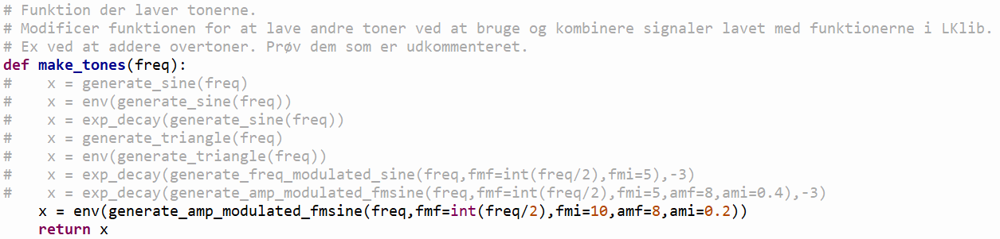 # Funktion der laver tonerne.
# Modificer funktionen for at lave andre toner ved at bruge og kombinere signaler lavet med funktionerne i LKlib.
# Ex ved at addere overtoner. Prøv dem som er udkommenteret.
def make_tones(freq):
#    x = generate_sine(freq)
#    x = env(generate_sine(freq))
#    x = exp_decay(generate_sine(freq))
#    x = generate_triangle(freq)
#    x = env(generate_triangle(freq))
#    x = exp_decay(generate_freq_modulated_sine(freq,fmf=int(freq/2),fmi=5),-3)
#    x = exp_decay(generate_amp_modulated_fmsine(freq,fmf=int(freq/2),fmi=5,amf=8,ami=0.4),-3)
    x = env(generate_amp_modulated_fmsine(freq,fmf=int(freq/2),fmi=10,amf=8,ami=0.2))
    return x